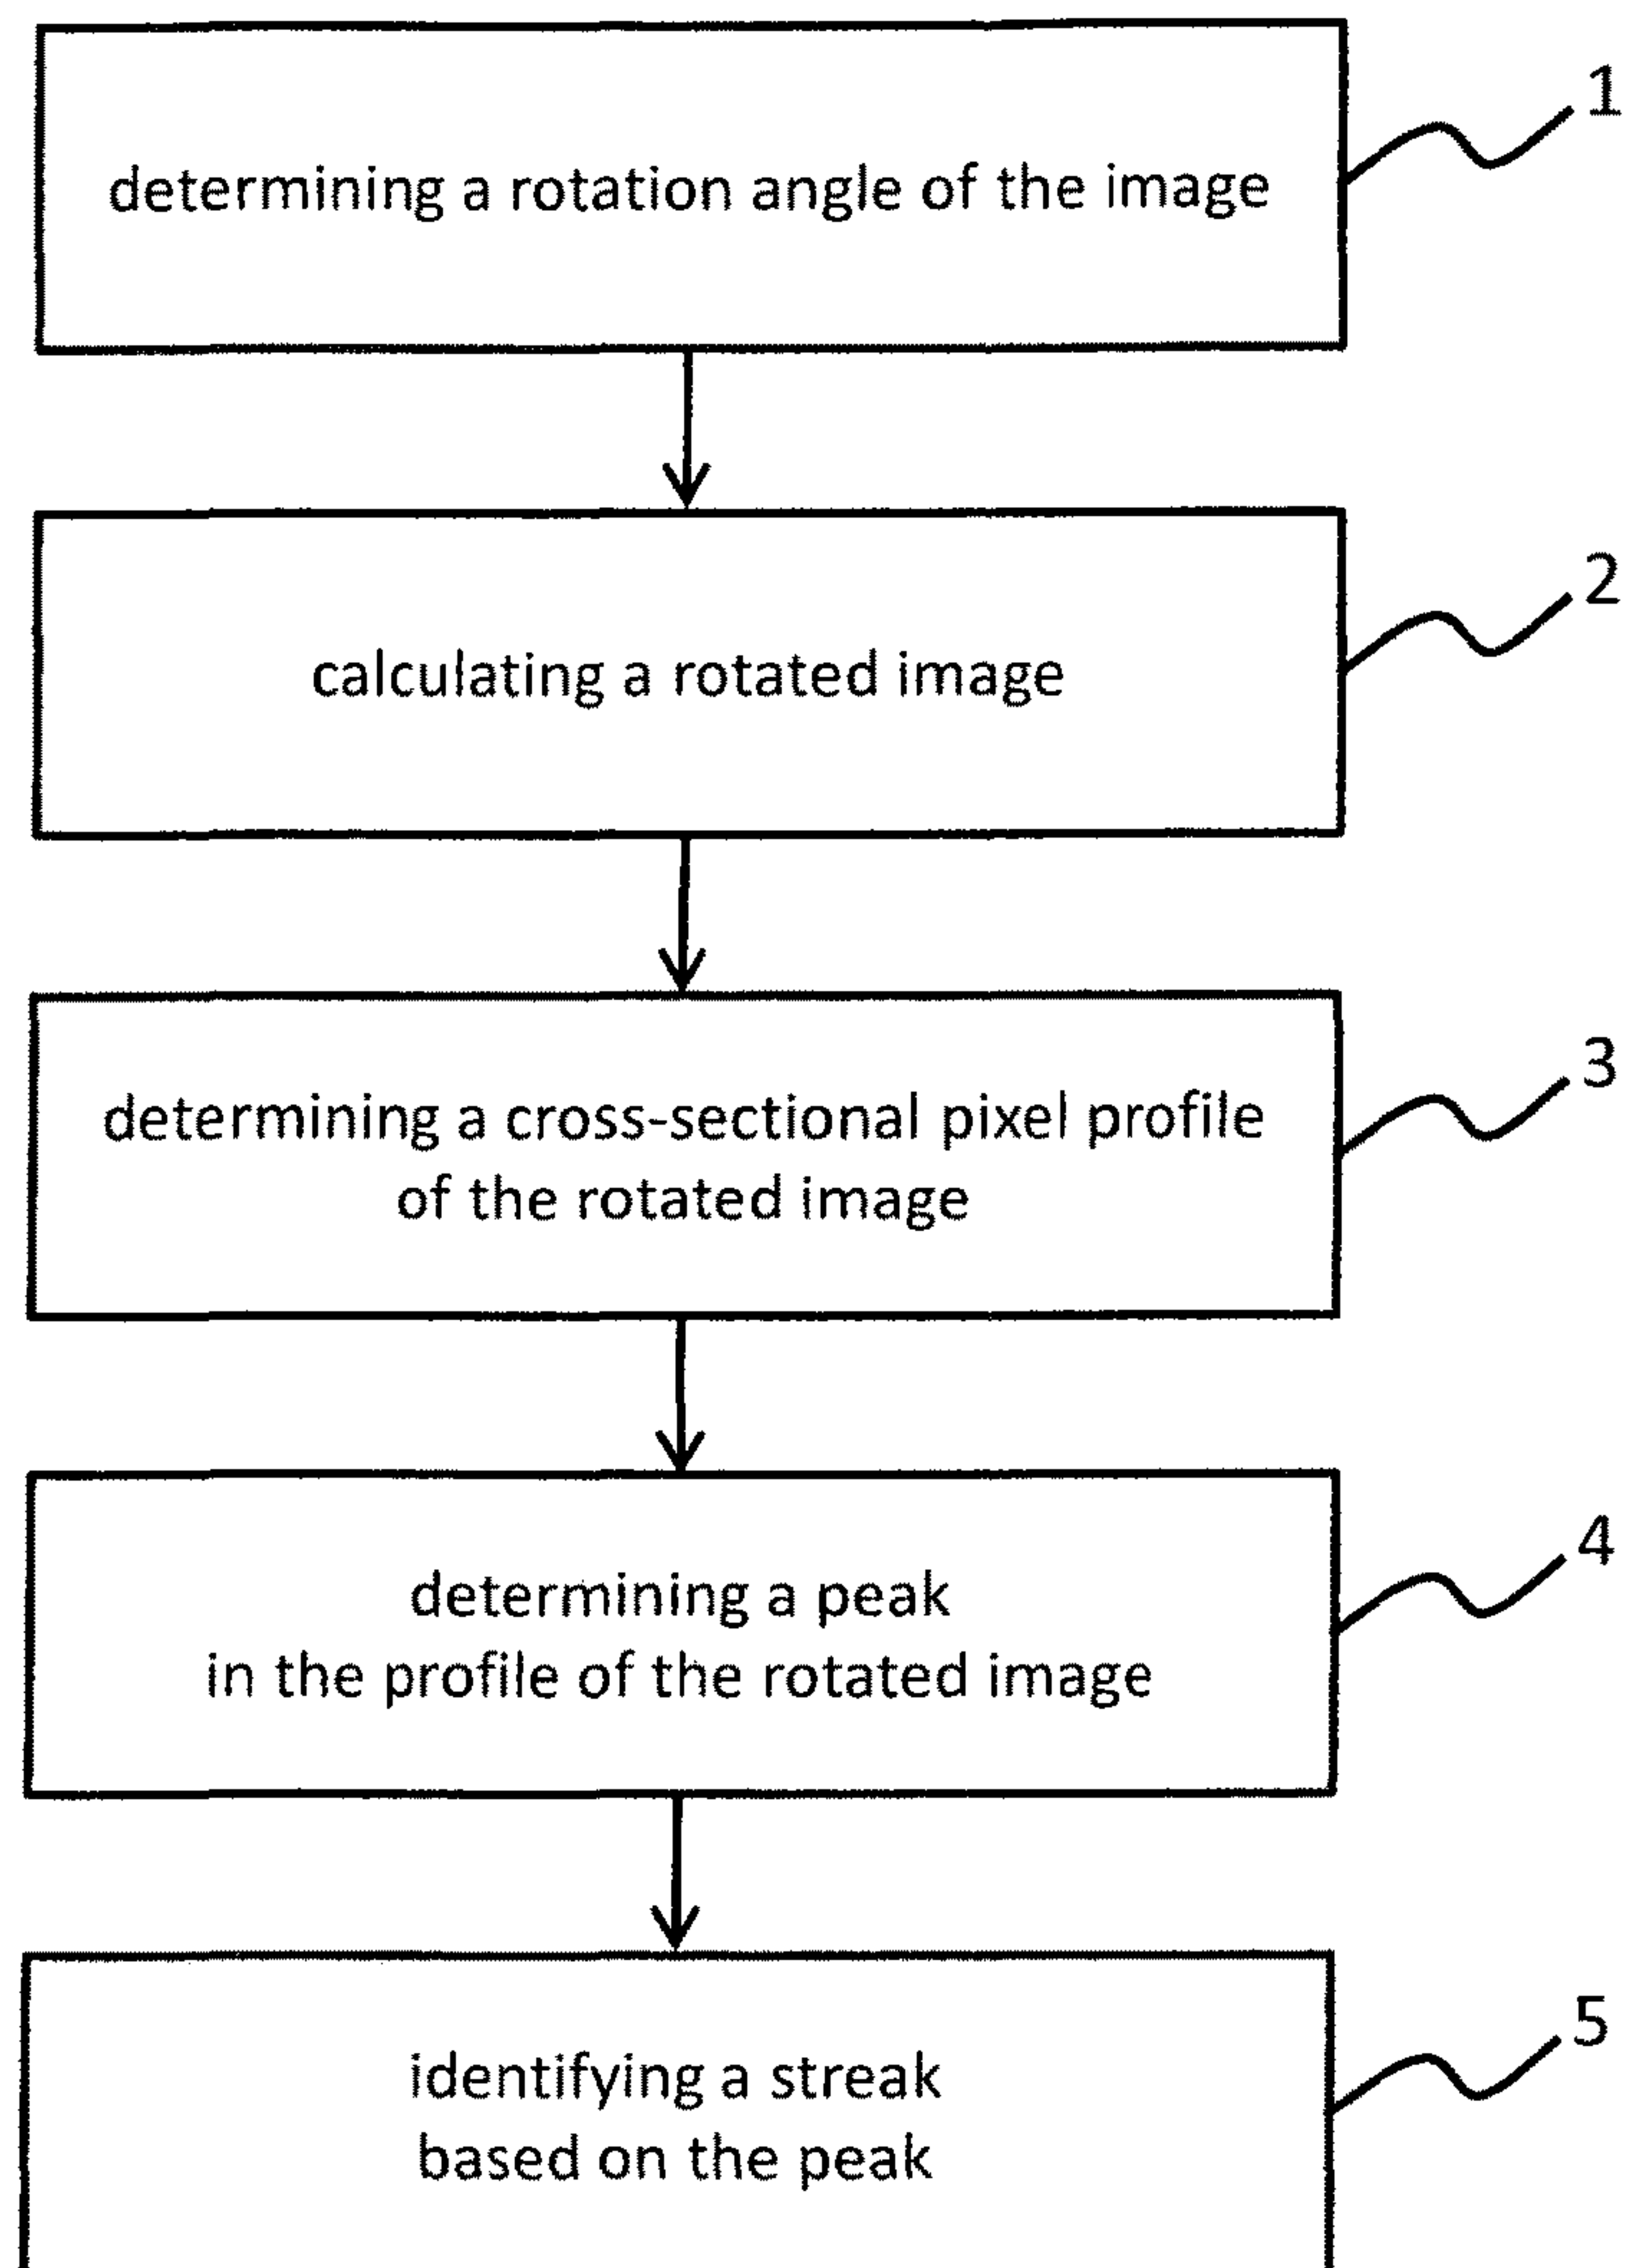 determining a rotation angle of the image
1
calculating a rotated image
2
determining a cross-sectional pixel profile
of the rotated image
3
determining a peak
in the profile of the rotated image
4
identifying a streak
based on the peak
5